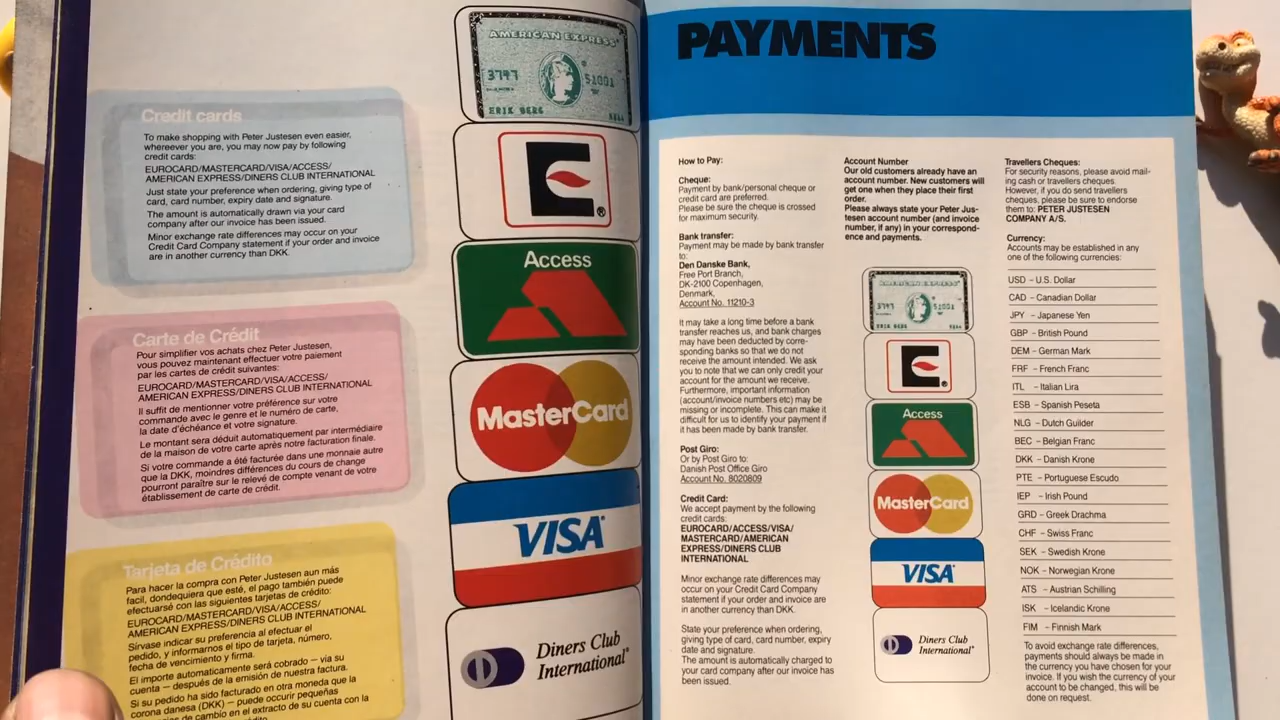 Credit cards
To make shopping with Peter Justesen even easier,
whereever you are, you may now pay by following
credit cards:
EUROCARD/MASTERCARD/VISA/ACCESS/
AMERICAN EXPRESS/DINERS CLUB INTERNATIONAL
Just state your preference when ordering, giving type of
card, card number, expiry date and signature.
The amount is automatically drawn via your card
company after our invoice has been issued.
Minor exchange rate differences may occur on your
Credit Card Company statement if your order and invoice
are in another currency than DKK.
Carte de Crédit
Pour simplifier vos achats chez Peter Justesen,
vous pouvez maintenant effectuer votre paiement
par les cartes de crédit suivantes:
EUROCARD/MASTERCARD/VISA/ACCESS/
AMERICAN EXPRESS/DINERS CLUB INTERNATIONAL
Il suffit de mentionner votre préférence sur votre
commande avec le genre et le numéro de carte,
la date d'échéance et votre signature.
Le montant sera déduit automatiquement par intermédiaire
de la maison de votre carte après notre facturation finale.
Si votre commande a été facturée dans une monnaie autre
que la DKK, moindres différences du cours de change
pourront paraître sur le relevé de compte venant de votre
établissement de carte de crédit.
Tarjeta de Crédito
Para hacer la compra con Peter Justesen aun más
facil, dondequiera que esté, el pago también puede
efectuarsé con las siguientes tarjetas de crédito:
EUROCARD/MASTERCARD/VISA/ACCESS/
AMERICAN EXPRESS/DINERS CLUB INTERNATIONAL
Sírvase indicar su preferencia al efectuar el
pedido, y informarnos el tipo de tarjeta, número,
fecha de vencimiento y firma.
El importe automaticamente será cobrado – via su
cuenta – después de la emisión de nuestra factura.
Si su pedido ha sido facturado en otra moneda que la
corona danesa (DKK) – puede occurir pequeñas
de cambio en el extracto de su cuenta con la
AMERICAN EXPRESS
3747 51001
ERIK BERG
E®
Access
MasterCard
VISA
Diners Club
International®
PAYMENTS
How to Pay:
Cheque:
Payment by bank/personal cheque or
credit card are preferred.
Please be sure the cheque is crossed
for maximum security.
Bank transfer:
Payment may be made by bank transfer
to:
Den Danske Bank,
Free Port Branch,
DK-2100 Copenhagen,
Denmark,
Account No. 11210-3
It may take a long time before a bank
transfer reaches us, and bank charges
may have been deducted by corre-
sponding banks so that we do not
receive the amount intended. We ask
you to note that we can only credit your
account for the amount we receive.
Furthermore, important information
(account/invoice numbers etc) may be
missing or incomplete. This can make it
difficult for us to identify your payment if
it has been made by bank transfer.
Post Giro:
Or by Post Giro to:
Danish Post Office Giro
Account No. 8020809
Credit Card:
We accept payment by the following
credit cards:
EUROCARD/ACCESS/VISA/
MASTERCARD/AMERICAN
EXPRESS/DINERS CLUB
INTERNATIONAL
Minor exchange rate differences may
occur on your Credit Card Company
statement if your order and invoice are
in another currency than DKK.
State your preference when ordering,
giving type of card, card number, expiry
date and signature.
The amount is automatically charged to
your card company after our invoice has
been issued.
Account Number
Our old customers already have an
account number. New customers will
get one when they place their first
order.
Please always state your Peter Jus-
tesen account number (and invoice
number, if any) in your correspond-
ence and payments.
AMERICAN EXPRESS
3747 51001
ERIK BERG
E®
Access
MasterCard
VISA
Diners Club
International®
Travellers Cheques:
For security reasons, please avoid mail-
ing cash or travellers cheques.
However, if you do send travellers
cheques, please be sure to endorse
them to: PETER JUSTESEN
COMPANY A/S.
Currency:
Accounts may be established in any
one of the following currencies:
USD – U.S. Dollar
CAD – Canadian Dollar
JPY – Japanese Yen
GBP – British Pound
DEM – German Mark
FRF – French Franc
ITL – Italian Lira
ESB – Spanish Peseta
NLG – Dutch Guilder
BEC – Belgian Franc
DKK – Danish Krone
PTE – Portuguese Escudo
IEP – Irish Pound
GRD – Greek Drachma
CHF – Swiss Franc
SEK – Swedish Krone
NOK – Norwegian Krone
ATS – Austrian Schilling
ISK – Icelandic Krone
FIM – Finnish Mark
To avoid exchange rate differences,
payments should always be made in
the currency you have chosen for your
invoice. If you wish the currency of your
account to be changed, this will be
done on request.